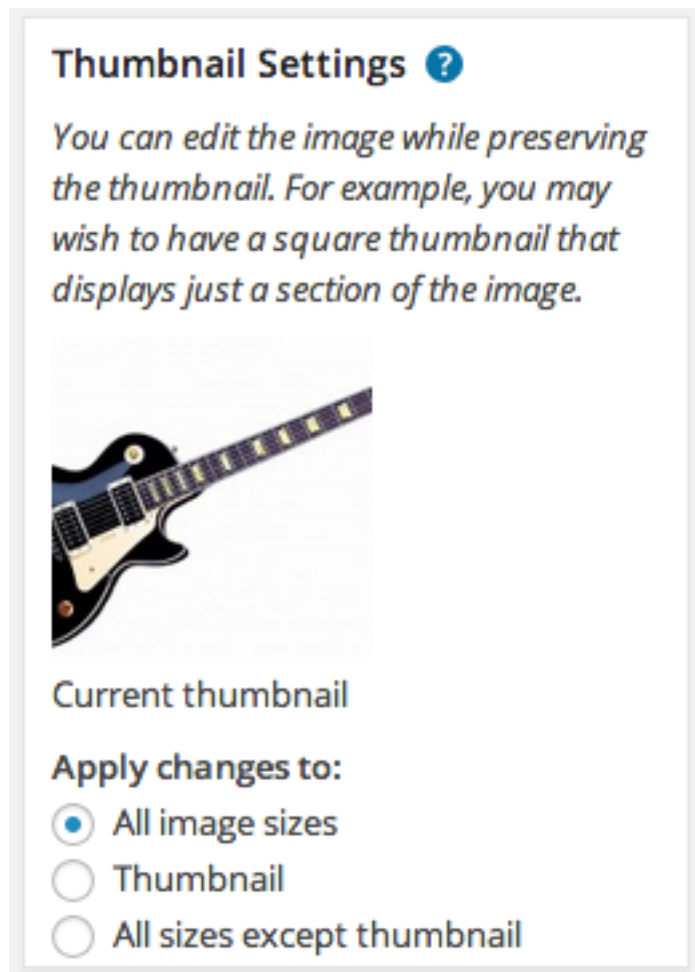 Thumbnail Settings ?
You can edit the image while preserving
the thumbnail. For example, you may
wish to have a square thumbnail that
displays just a section of the image.
Current thumbnail
Apply changes to:
All image sizes
Thumbnail
All sizes except thumbnail